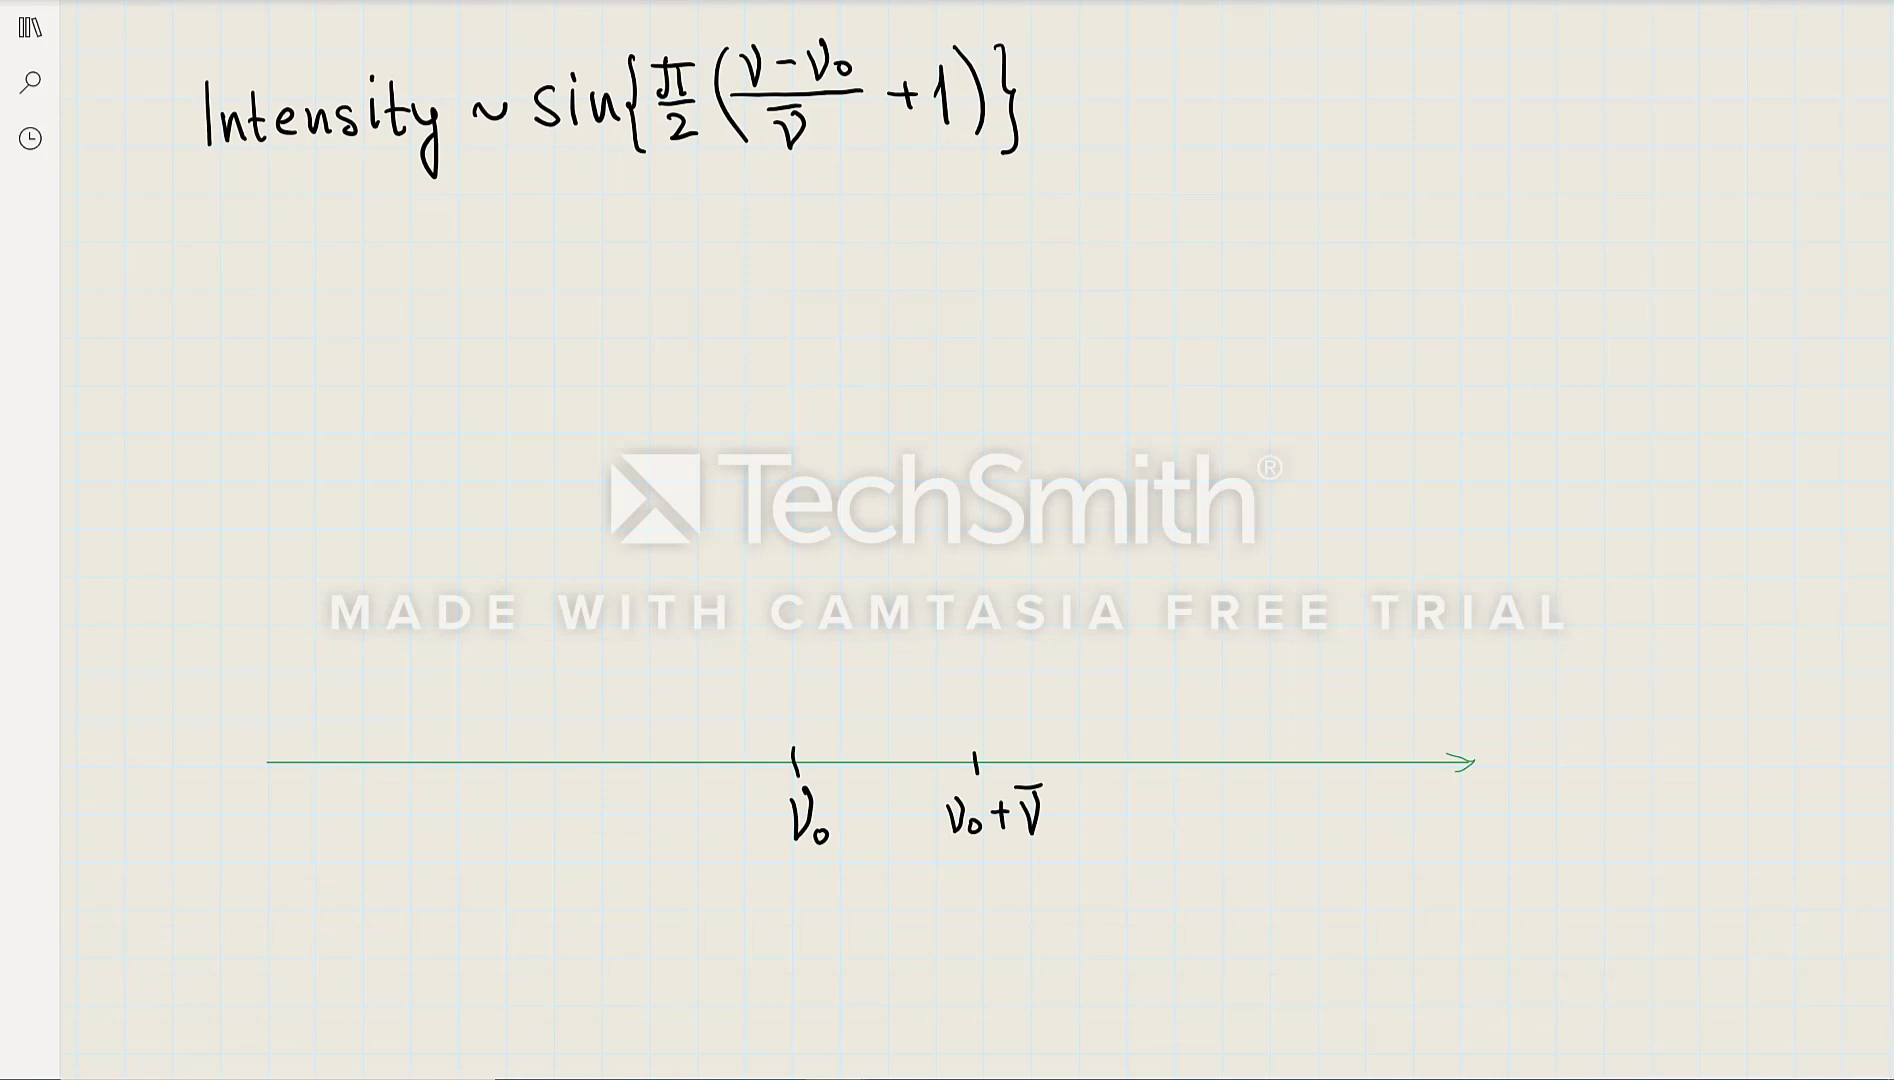 Intensity ~ sin{π/2 ((ν-ν₀)/ν̄ + 1)}
TechSmith®
MADE WITH CAMTASIA FREE TRIAL
ν₀ ν₀+ν̄